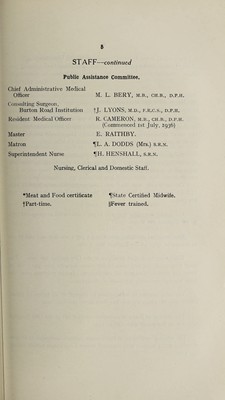 5
STAFF—continued
Public Assistance Committee.
Chief Administrative Medical
Officer M. L. BERY, M.B., CH.B., D.P.H.
Consulting Surgeon,
Burton Road Institution †J. LYONS, M.D., F.R.C.S., D.P.H.
Resident Medical Officer R. CAMERON, M.B., CH.B., D.P.H.
(Commenced 1st July, 1936)
Master E. RAITHBY.
Matron ¶L. A. DODDS (Mrs.) S.R.N.
Superintendent Nurse ¶H. HENSHALL, S.R.N.
Nursing, Clerical and Domestic Staff.
*Meat and Food certificate ¶State Certified Midwife.
†Part-time. ‖Fever trained.